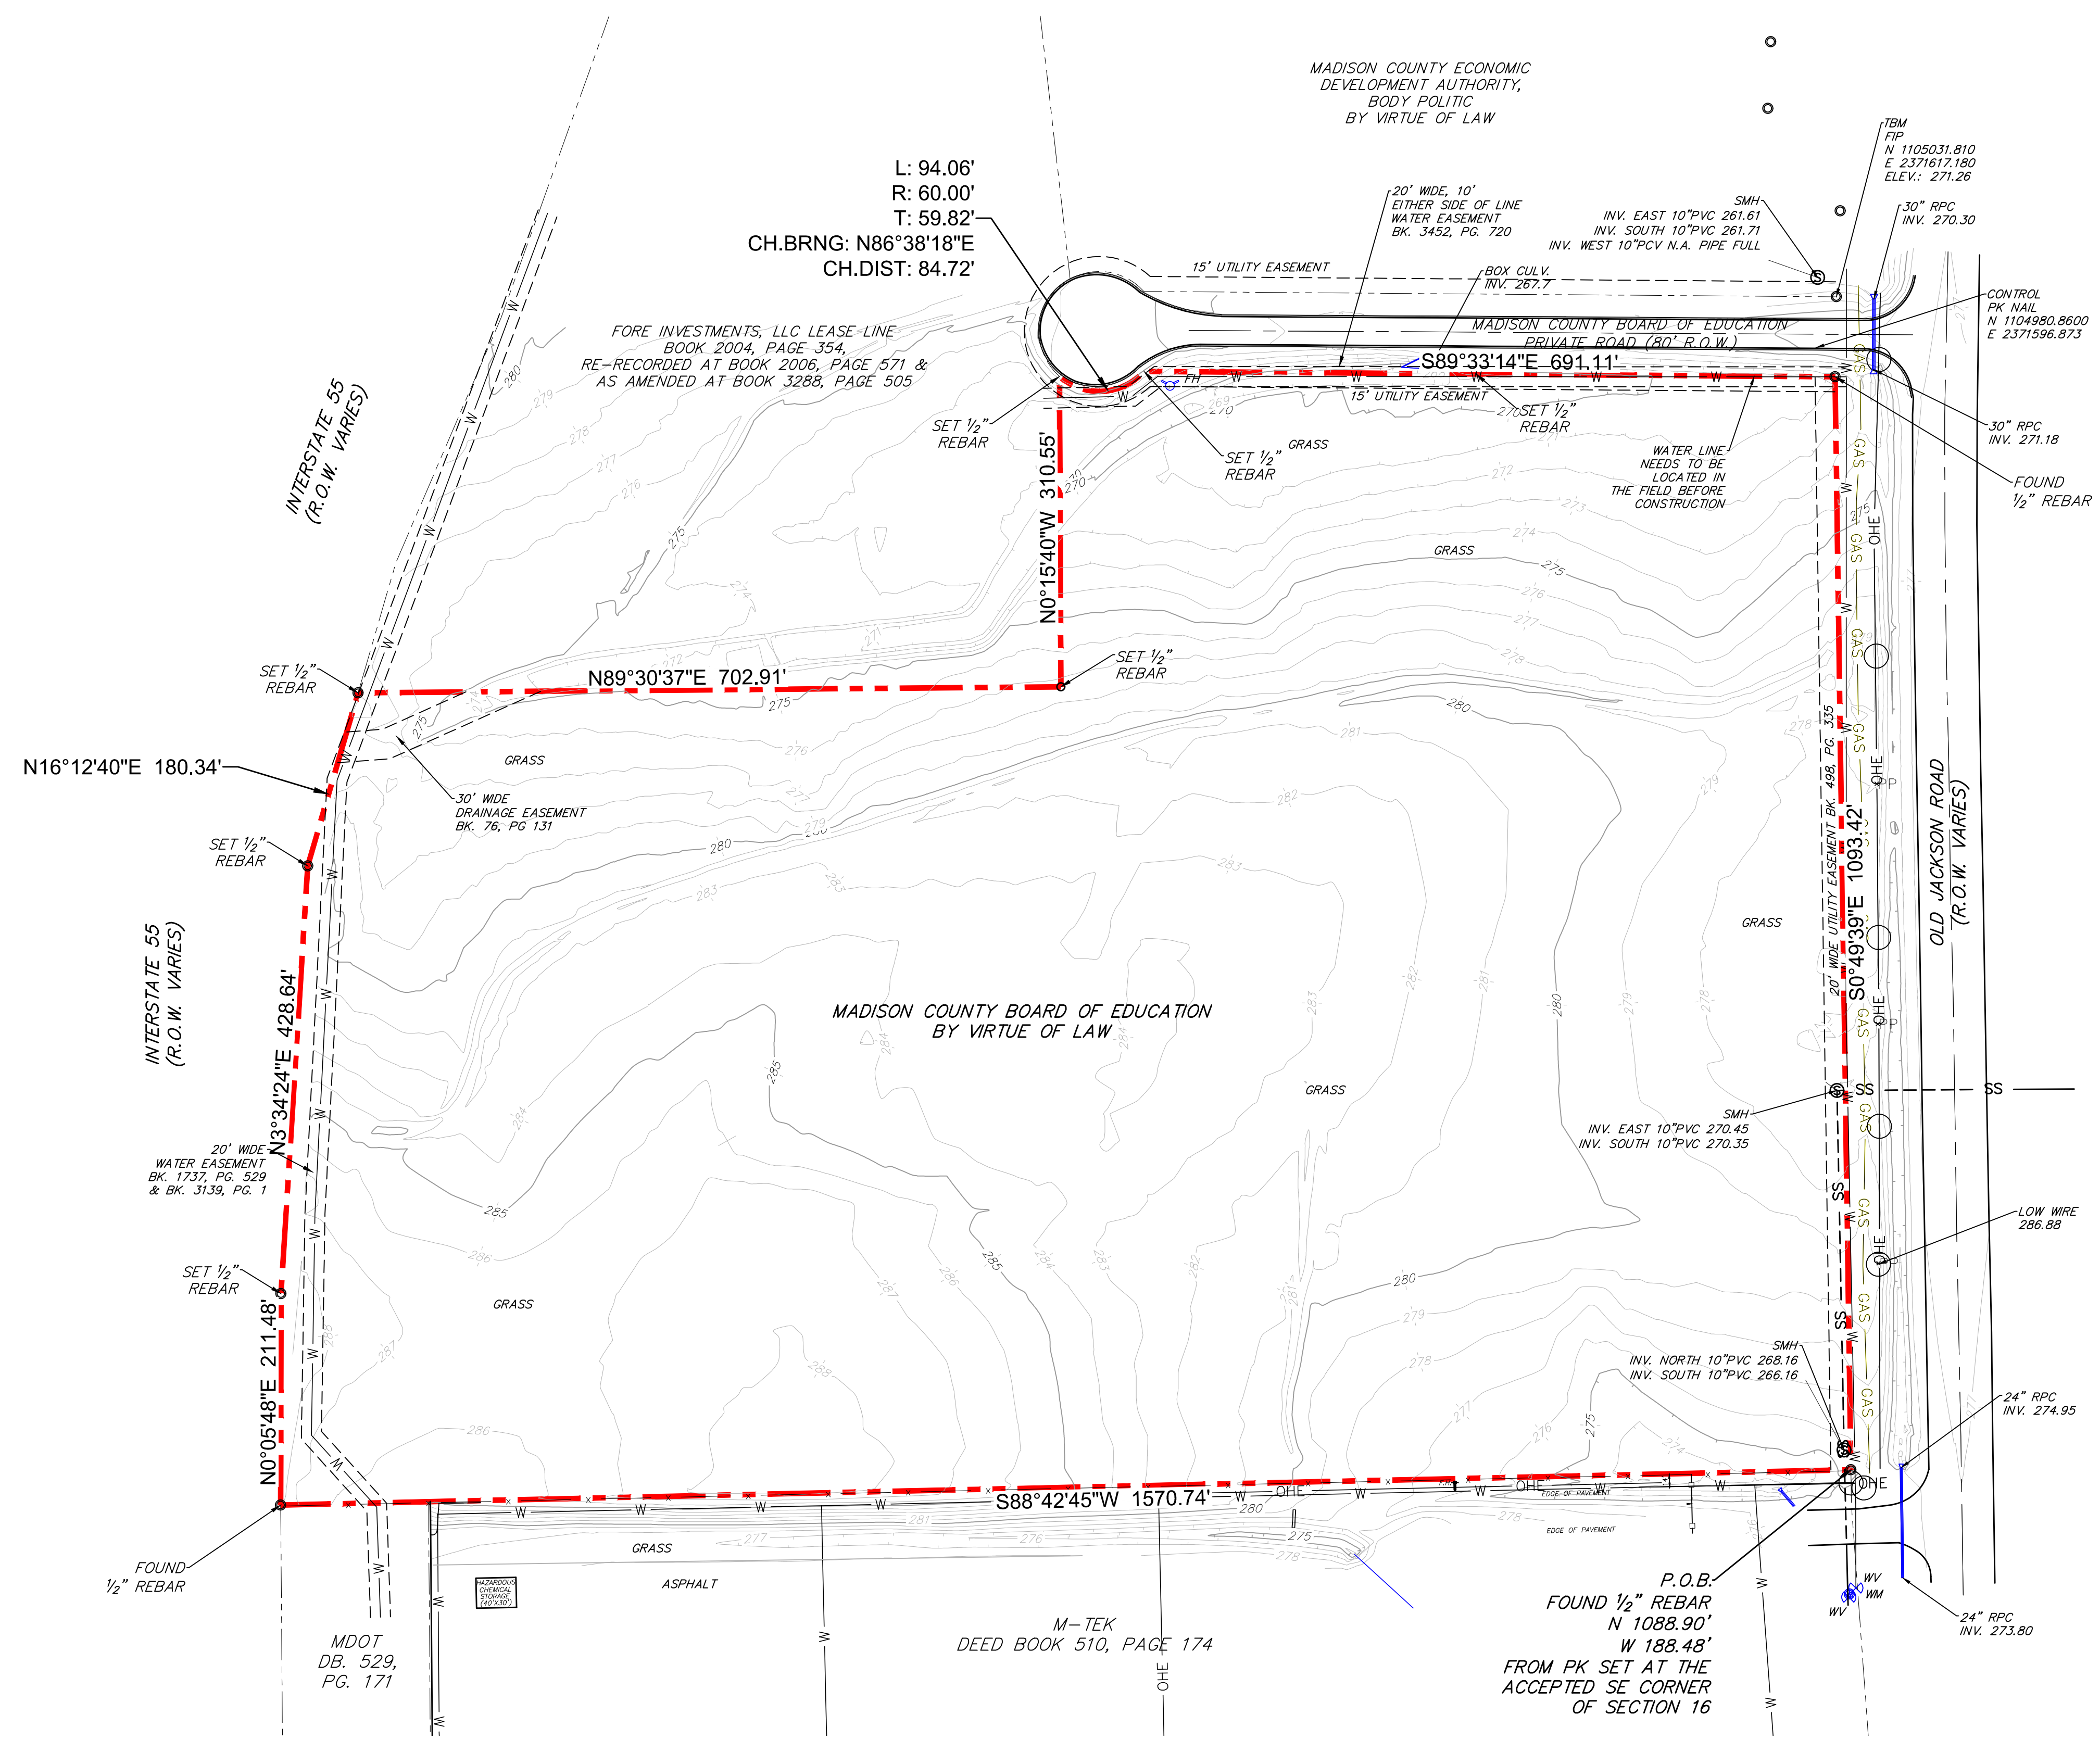 MADISON COUNTY ECONOMIC
DEVELOPMENT AUTHORITY,
BODY POLITIC
BY VIRTUE OF LAW
TBM
FIP
N 1105031.810
E 2371617.180
ELEV.: 271.26
L: 94.06'
R: 60.00'
T: 59.82'
CH.BRNG: N86°38'18"E
CH.DIST: 84.72'
20' WIDE, 10'
EITHER SIDE OF LINE
WATER EASEMENT
BK. 3452, PG. 720
SMH
INV. EAST 10"PVC 261.61
INV. SOUTH 10"PVC 261.71
INV. WEST 10"PCV N.A. PIPE FULL
30" RPC
INV. 270.30
15' UTILITY EASEMENT
BOX CULV.
INV. 267.7
CONTROL
PK NAIL
N 1104980.8600
E 2371596.873
FORE INVESTMENTS, LLC LEASE LINE
BOOK 2004, PAGE 354,
RE-RECORDED AT BOOK 2006, PAGE 571 &
AS AMENDED AT BOOK 3288, PAGE 505
MADISON COUNTY BOARD OF EDUCATION
PRIVATE ROAD (80' R.O.W.)
S89°33'14"E 691.11'
FH
15' UTILITY EASEMENT
SET 1/2"
REBAR
SET 1/2"
REBAR
SET 1/2"
REBAR
GRASS
WATER LINE
NEEDS TO BE
LOCATED IN
THE FIELD BEFORE
CONSTRUCTION
30" RPC
INV. 271.18
FOUND
1/2" REBAR
INTERSTATE 55
(R.O.W. VARIES)
N0°15'40"W 310.55'
GRASS
SET 1/2"
REBAR
N89°30'37"E 702.91'
SET 1/2"
REBAR
N16°12'40"E 180.34'
GRASS
30' WIDE
DRAINAGE EASEMENT
BK. 76, PG 131
SET 1/2"
REBAR
20' WIDE UTILITY EASEMENT BK. 498, PG. 335
S0°49'39"E 1093.42'
OLD JACKSON ROAD
(R.O.W. VARIES)
GRASS
INTERSTATE 55
(R.O.W. VARIES)
N3°34'24"E 428.64'
MADISON COUNTY BOARD OF EDUCATION
BY VIRTUE OF LAW
GRASS
SS
SS
SMH
INV. EAST 10"PVC 270.45
INV. SOUTH 10"PVC 270.35
20' WIDE
WATER EASEMENT
BK. 1737, PG. 529
& BK. 3139, PG. 1
LOW WIRE
286.88
SET 1/2"
REBAR
N0°05'48"E 211.48'
GRASS
SMH
INV. NORTH 10"PVC 268.16
INV. SOUTH 10"PVC 266.16
24" RPC
INV. 274.95
S88°42'45"W 1570.74'
OHE
OHE
OHE
EDGE OF PAVEMENT
EDGE OF PAVEMENT
GRASS
ASPHALT
HAZARDOUS
CHEMICAL
STORAGE
(40'X30')
FOUND
1/2" REBAR
MDOT
DB. 529,
PG. 171
M-TEK
DEED BOOK 510, PAGE 174
OHE
P.O.B.
FOUND 1/2" REBAR
N 1088.90'
W 188.48'
FROM PK SET AT THE
ACCEPTED SE CORNER
OF SECTION 16
WV
WM
WV
24" RPC
INV. 273.80